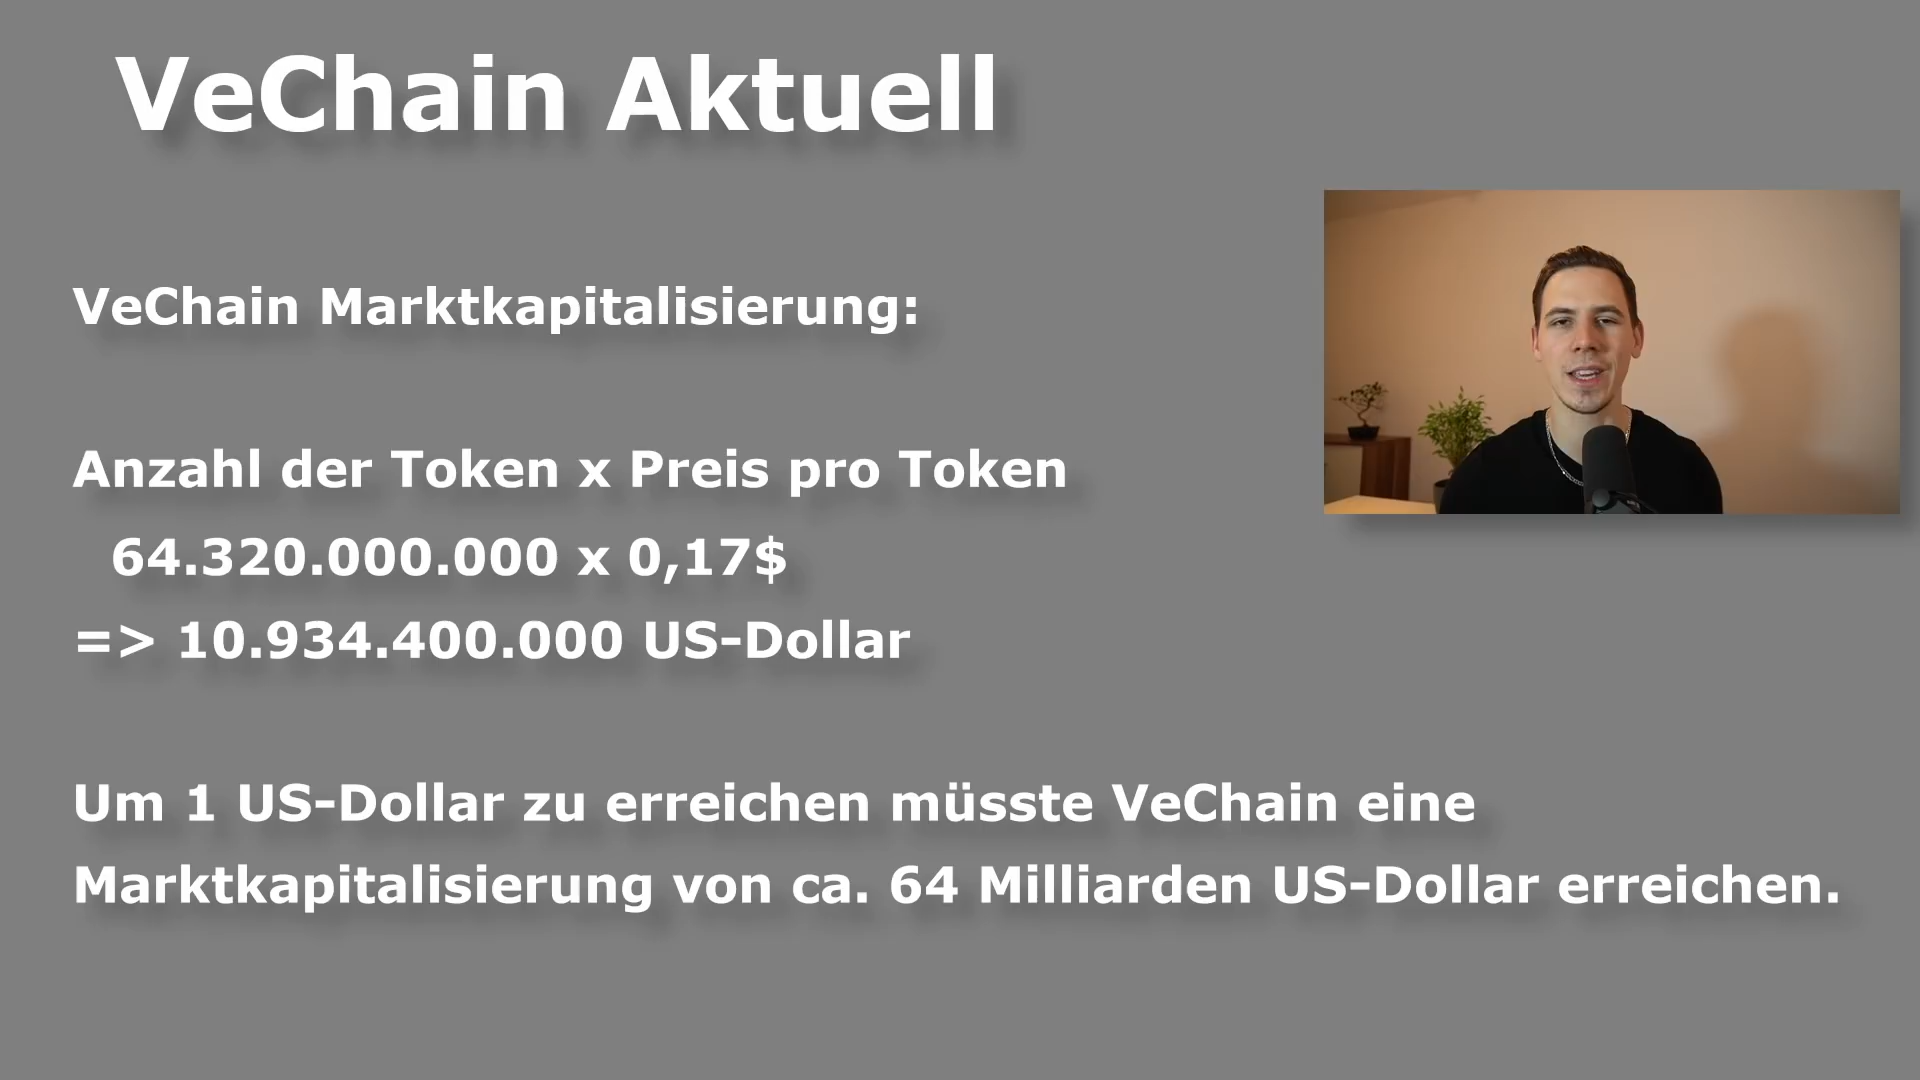 VeChain Aktuell
VeChain Marktkapitalisierung:
Anzahl der Token x Preis pro Token
64.320.000.000 x 0,17$
=> 10.934.400.000 US-Dollar
Um 1 US-Dollar zu erreichen müsste VeChain eine
Marktkapitalisierung von ca. 64 Milliarden US-Dollar erreichen.